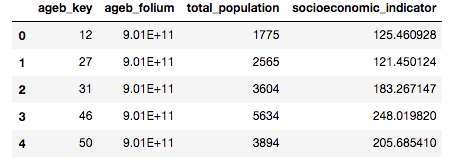 ageb_key ageb_folium total_population socioeconomic_indicator
0 12 9.01E+11 1775 125.460928
1 27 9.01E+11 2565 121.450124
2 31 9.01E+11 3604 183.267147
3 46 9.01E+11 5634 248.019820
4 50 9.01E+11 3894 205.685410